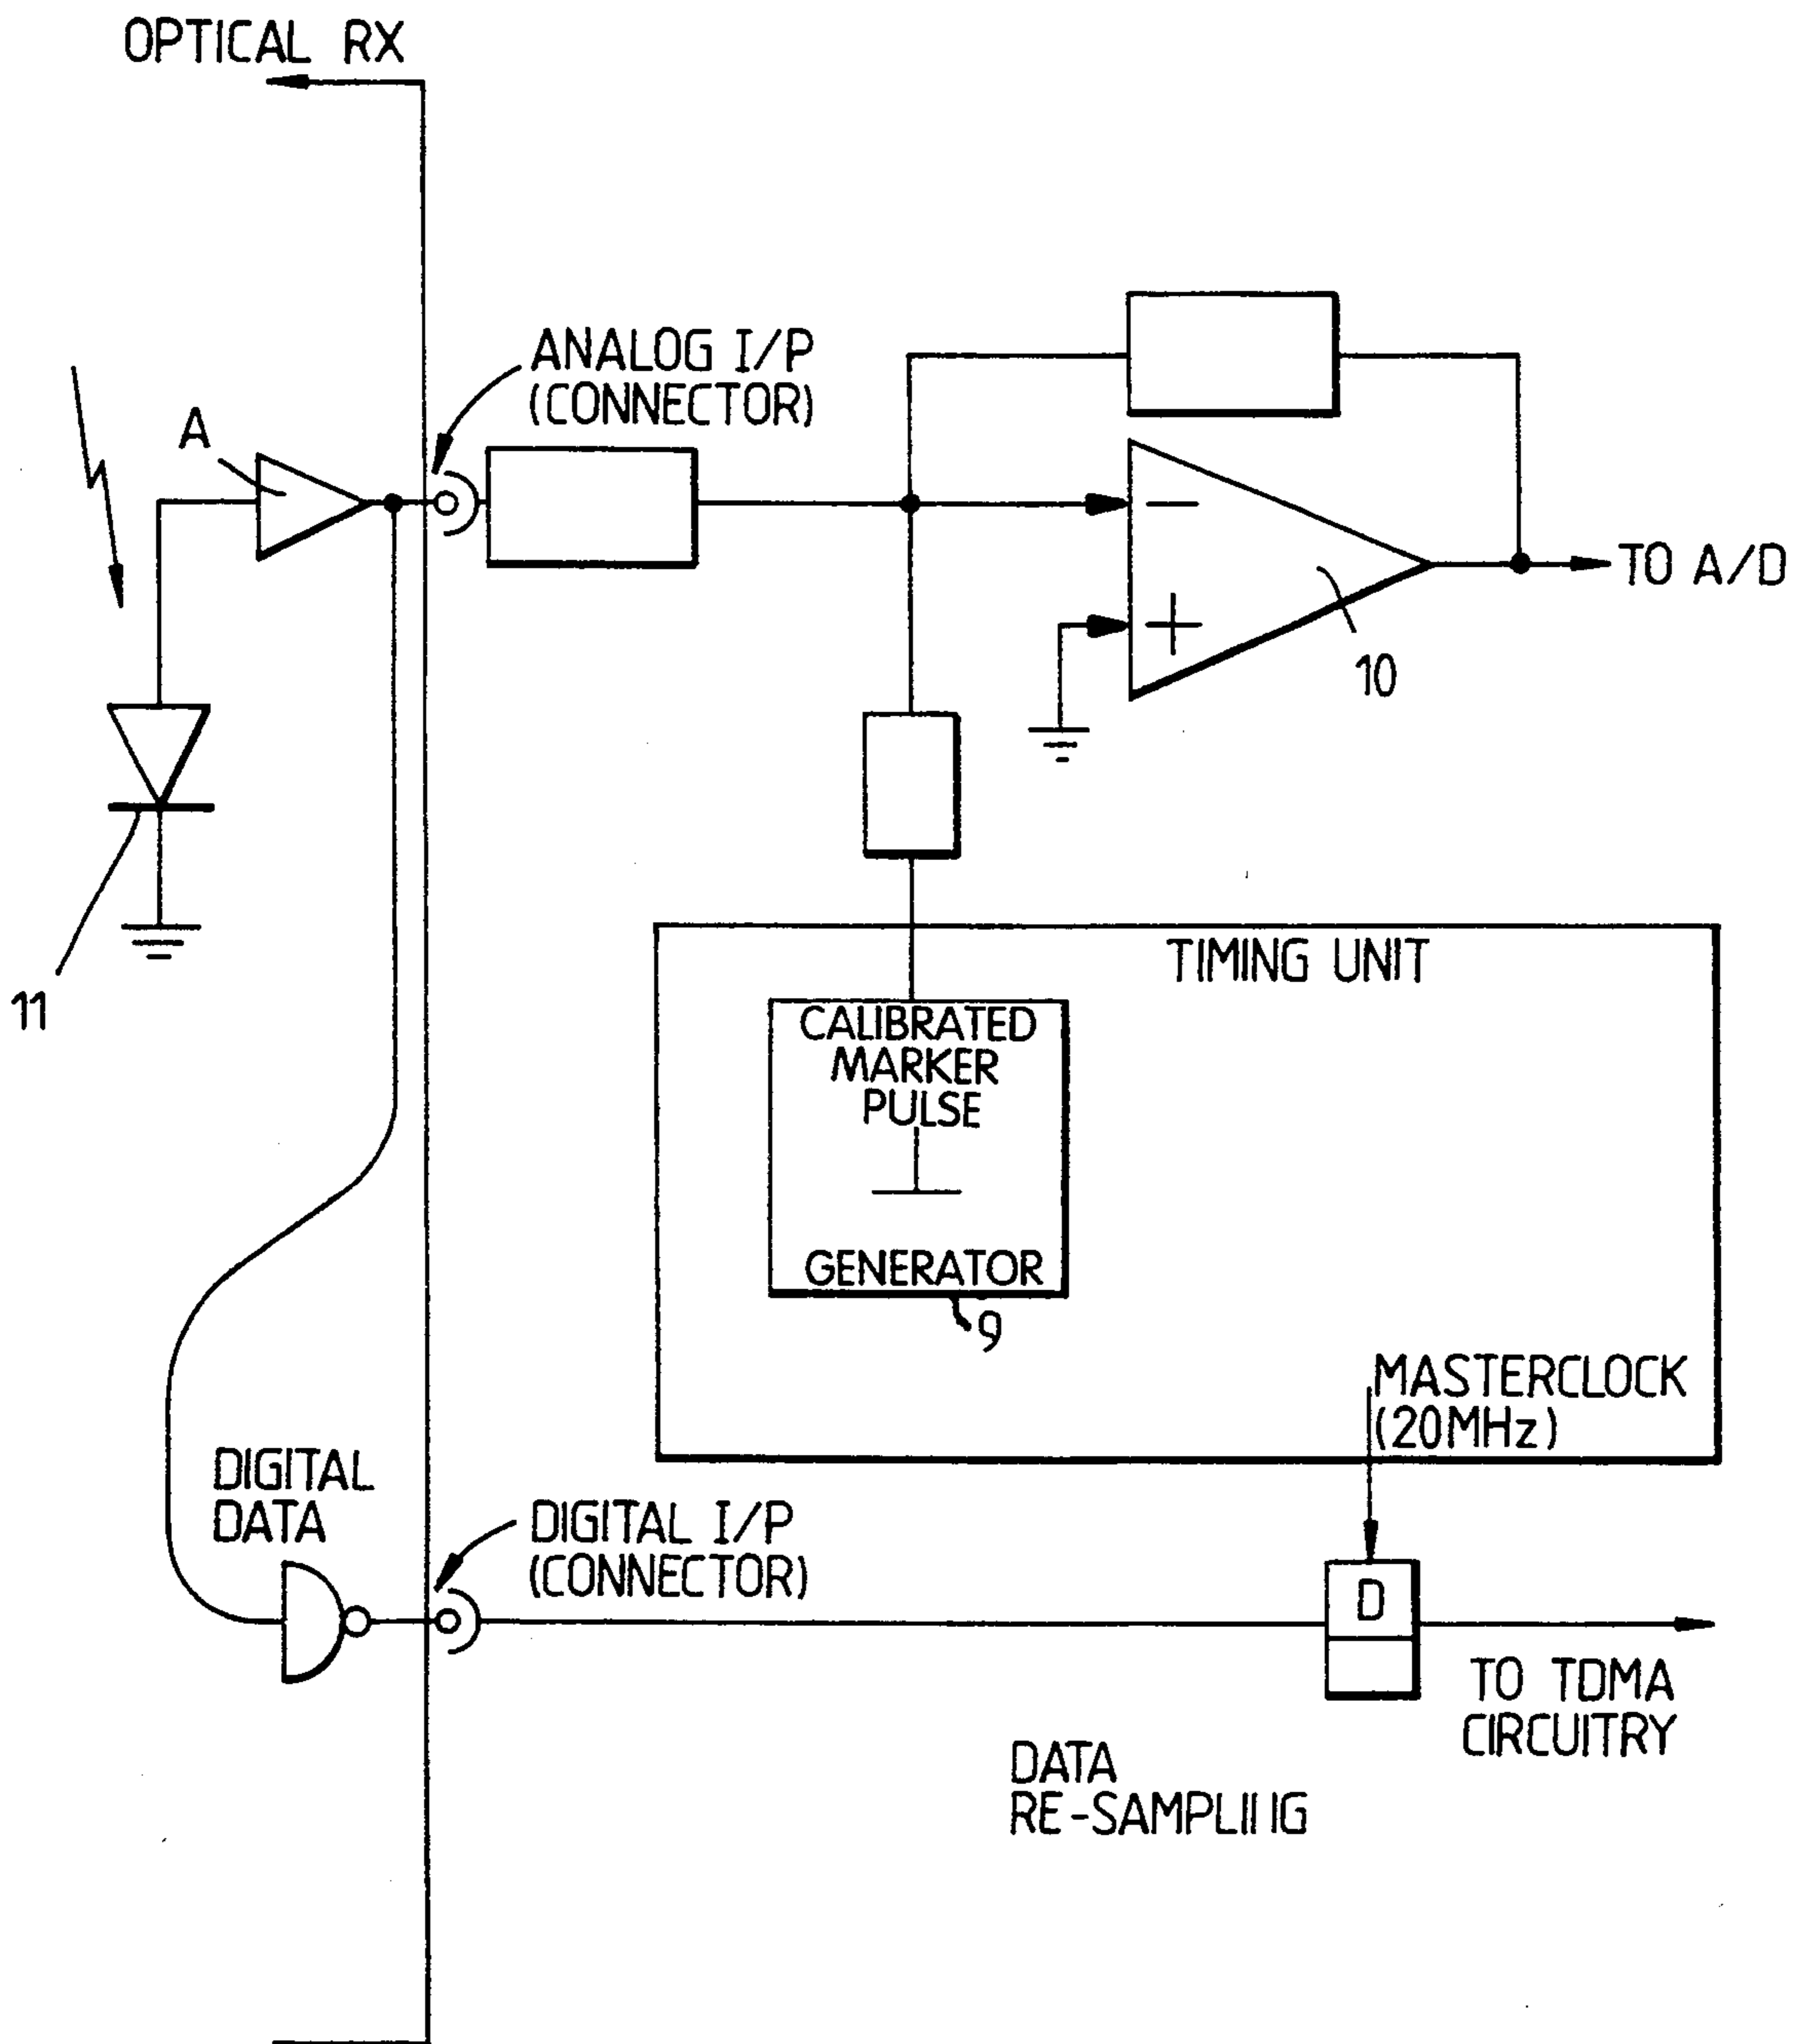 OPTICAL RX
ANALOG I/P
(CONNECTOR)
A
−
+
TO A/D
10
11
TIMING UNIT
CALIBRATED
MARKER
PULSE
GENERATOR
9
MASTERCLOCK
(20MHz)
DIGITAL
DATA
DIGITAL I/P
(CONNECTOR)
D
TO TDMA
CIRCUITRY
DATA
RE-SAMPLING